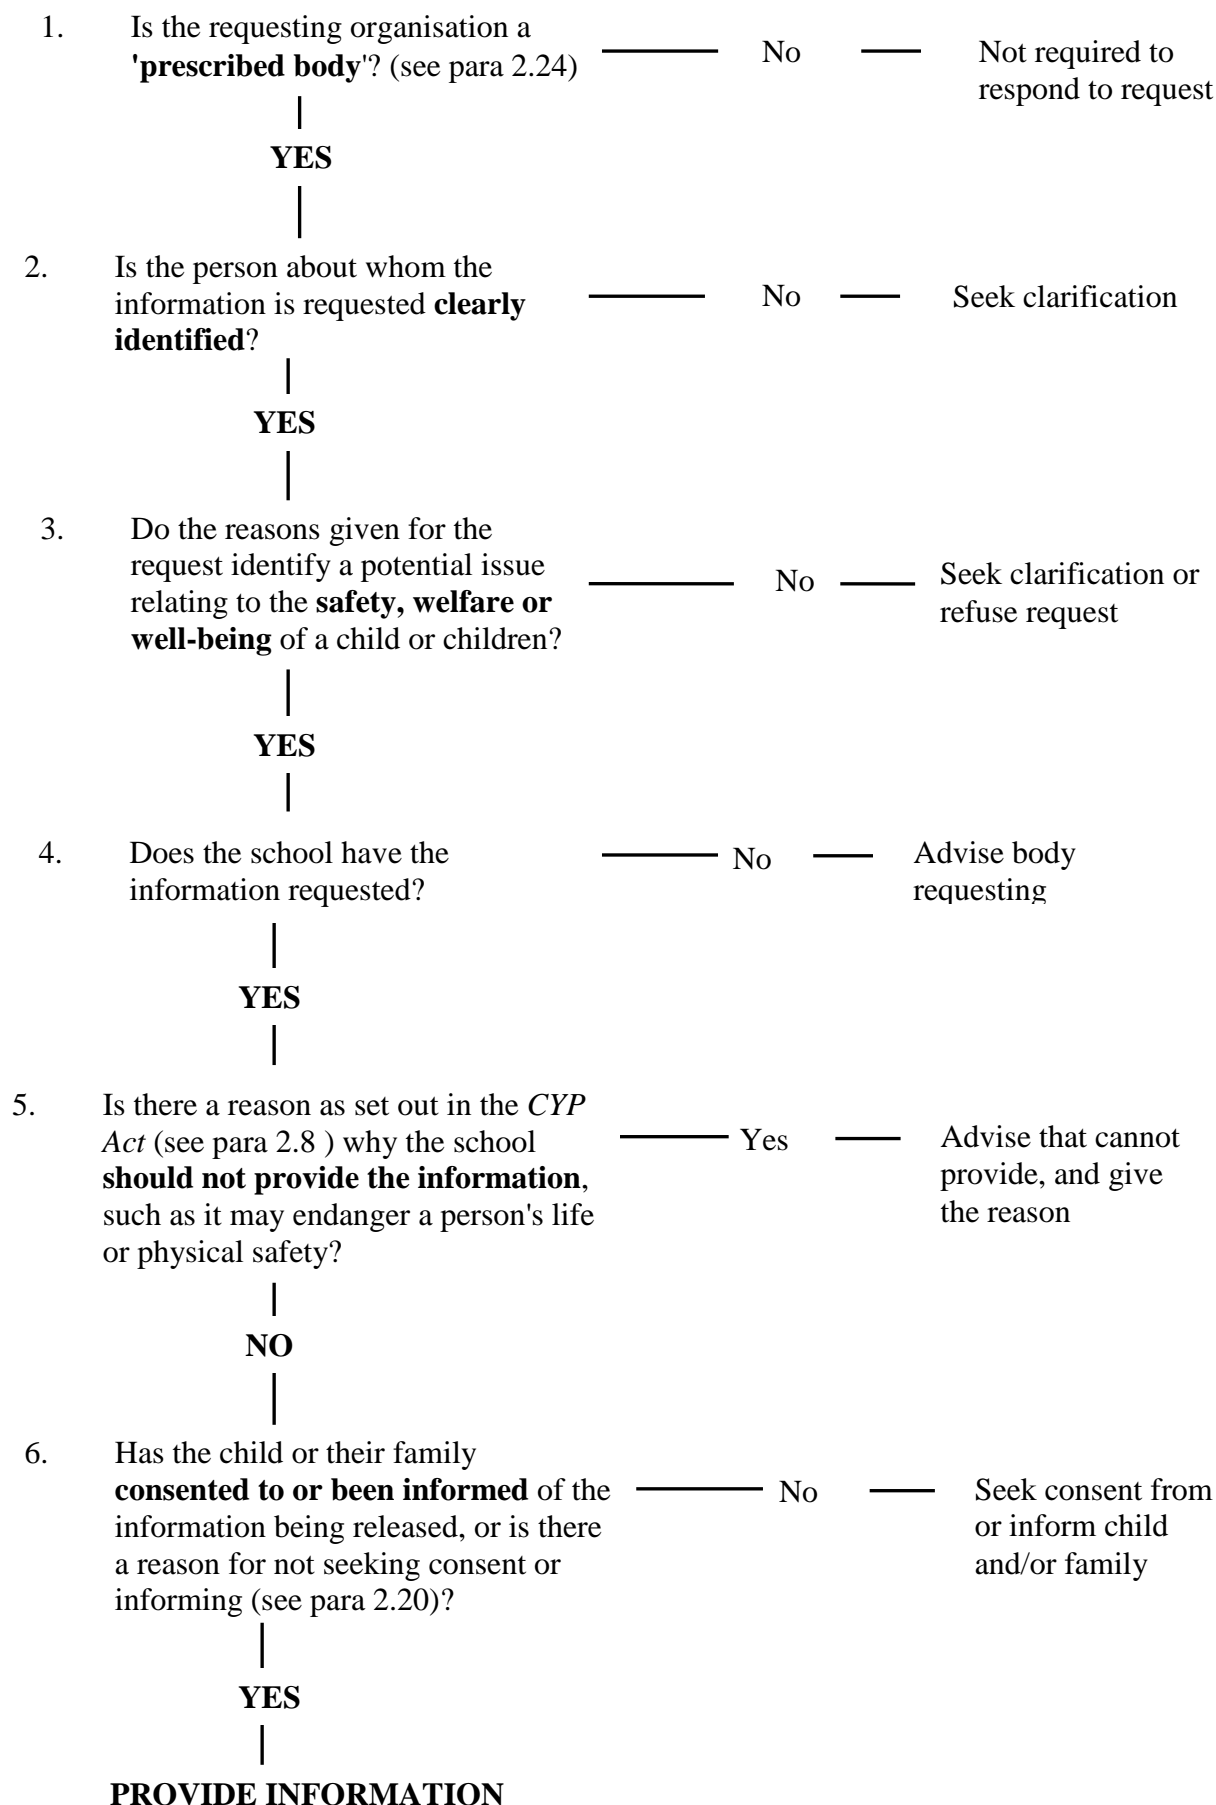 1. Is the requesting organisation a
'prescribed body'? (see para 2.24)
No
Not required to
respond to request
YES
2. Is the person about whom the
information is requested clearly
identified?
No
Seek clarification
YES
3. Do the reasons given for the
request identify a potential issue
relating to the safety, welfare or
well-being of a child or children?
No
Seek clarification or
refuse request
YES
4. Does the school have the
information requested?
No
Advise body
requesting
YES
5. Is there a reason as set out in the CYP
Act (see para 2.8 ) why the school
should not provide the information,
such as it may endanger a person's life
or physical safety?
Yes
Advise that cannot
provide, and give
the reason
NO
6. Has the child or their family
consented to or been informed of the
information being released, or is there
a reason for not seeking consent or
informing (see para 2.20)?
No
Seek consent from
or inform child
and/or family
YES
PROVIDE INFORMATION